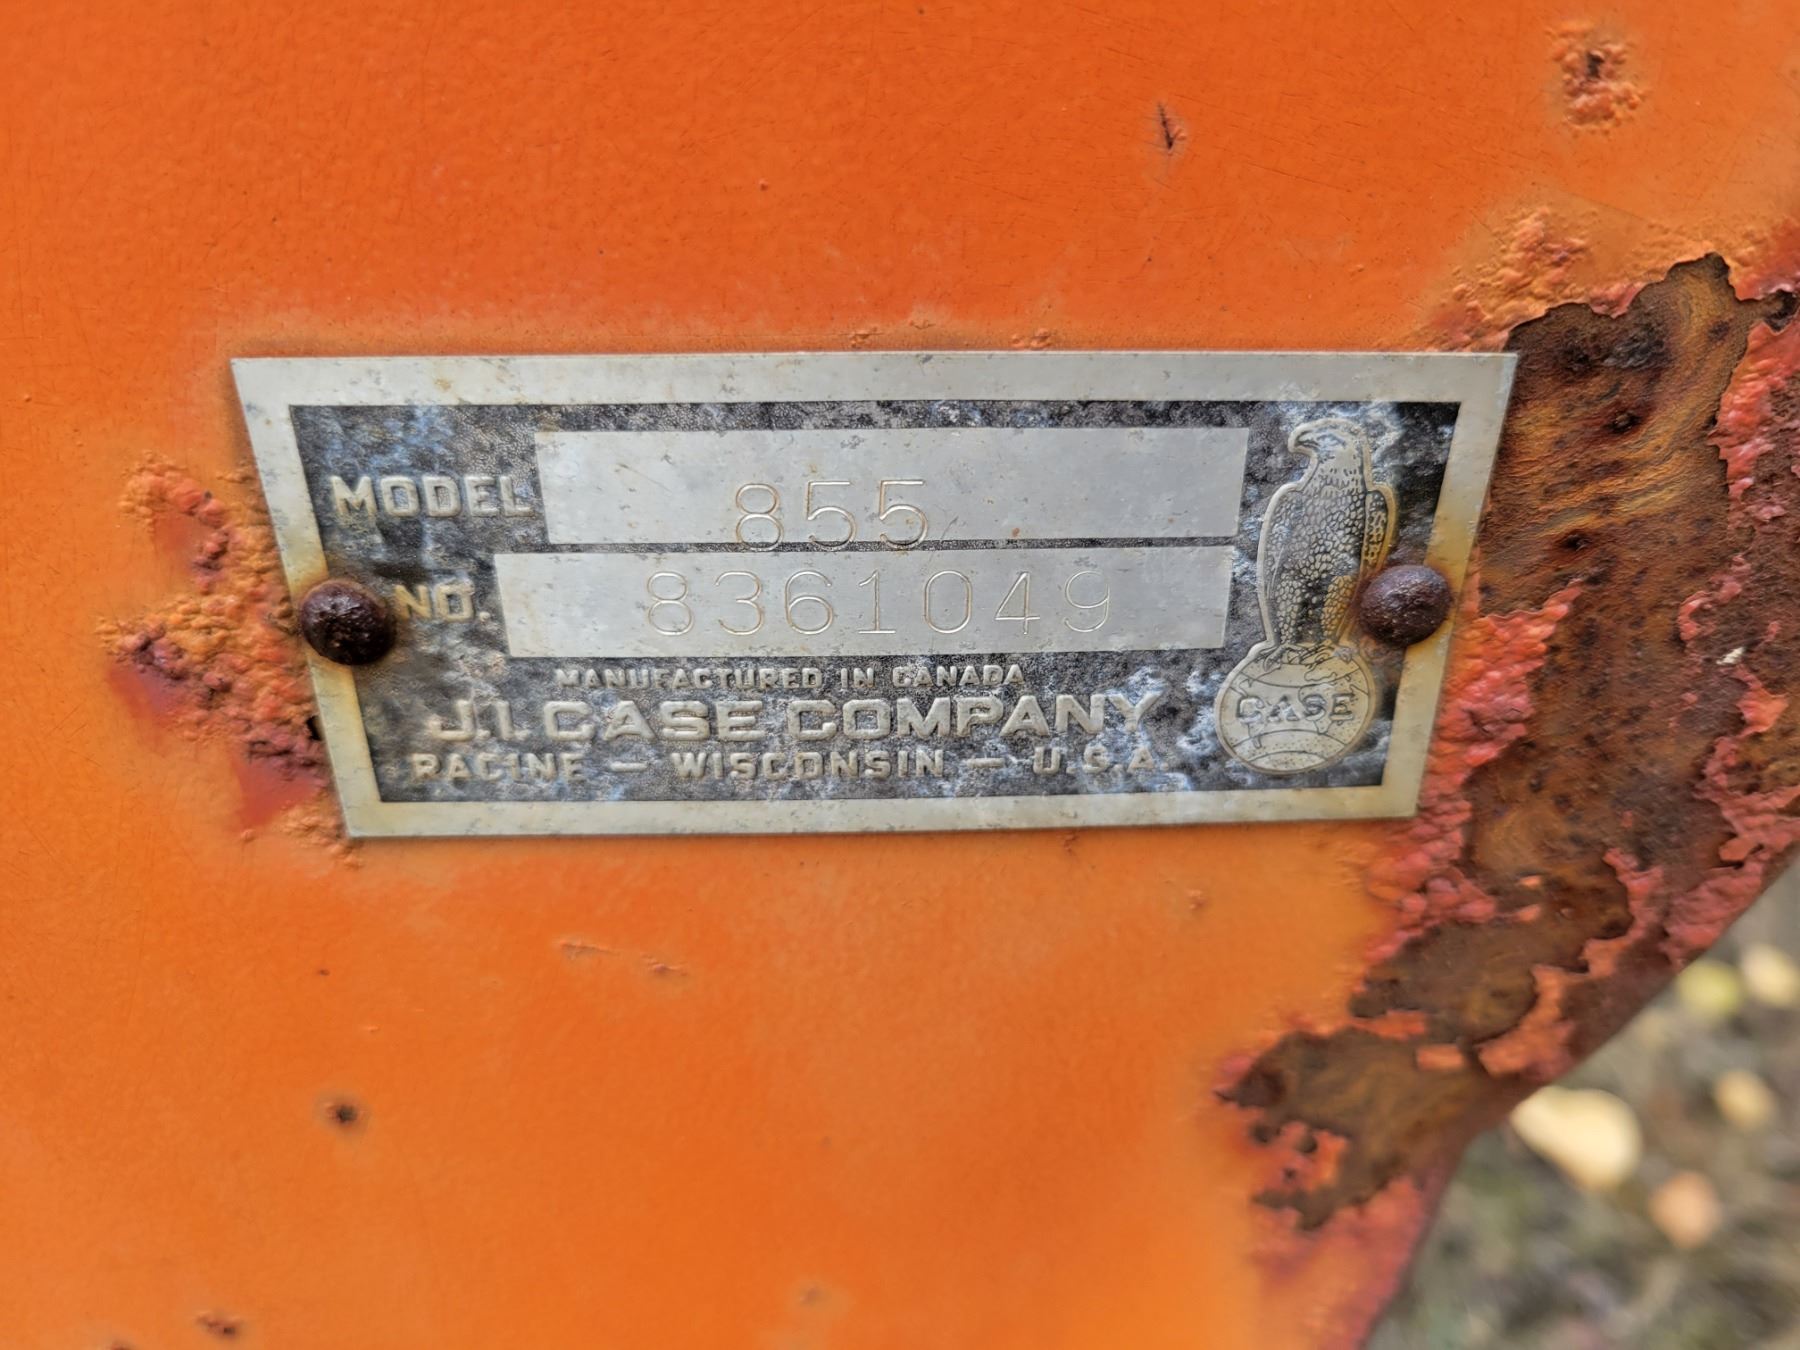 MODEL 855
NO. 8361049
MANUFACTURED IN CANADA
J.I. CASE COMPANY
RACINE - WISCONSIN - U.S.A.
CASE